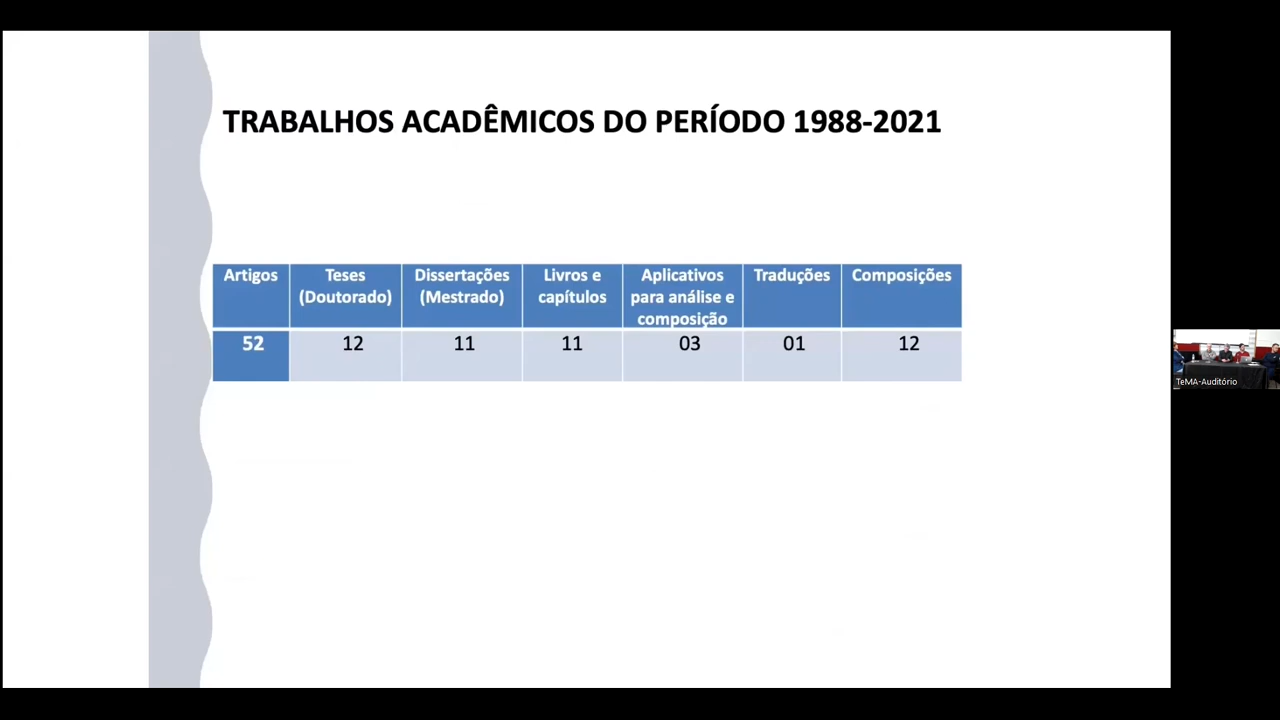 TRABALHOS ACADÊMICOS DO PERÍODO 1988-2021
Artigos
Teses
(Doutorado)
Dissertações
(Mestrado)
Livros e
capítulos
Aplicativos
para análise e
composição
Traduções
Composições
52
12
11
11
03
01
12
TeMA-Auditório